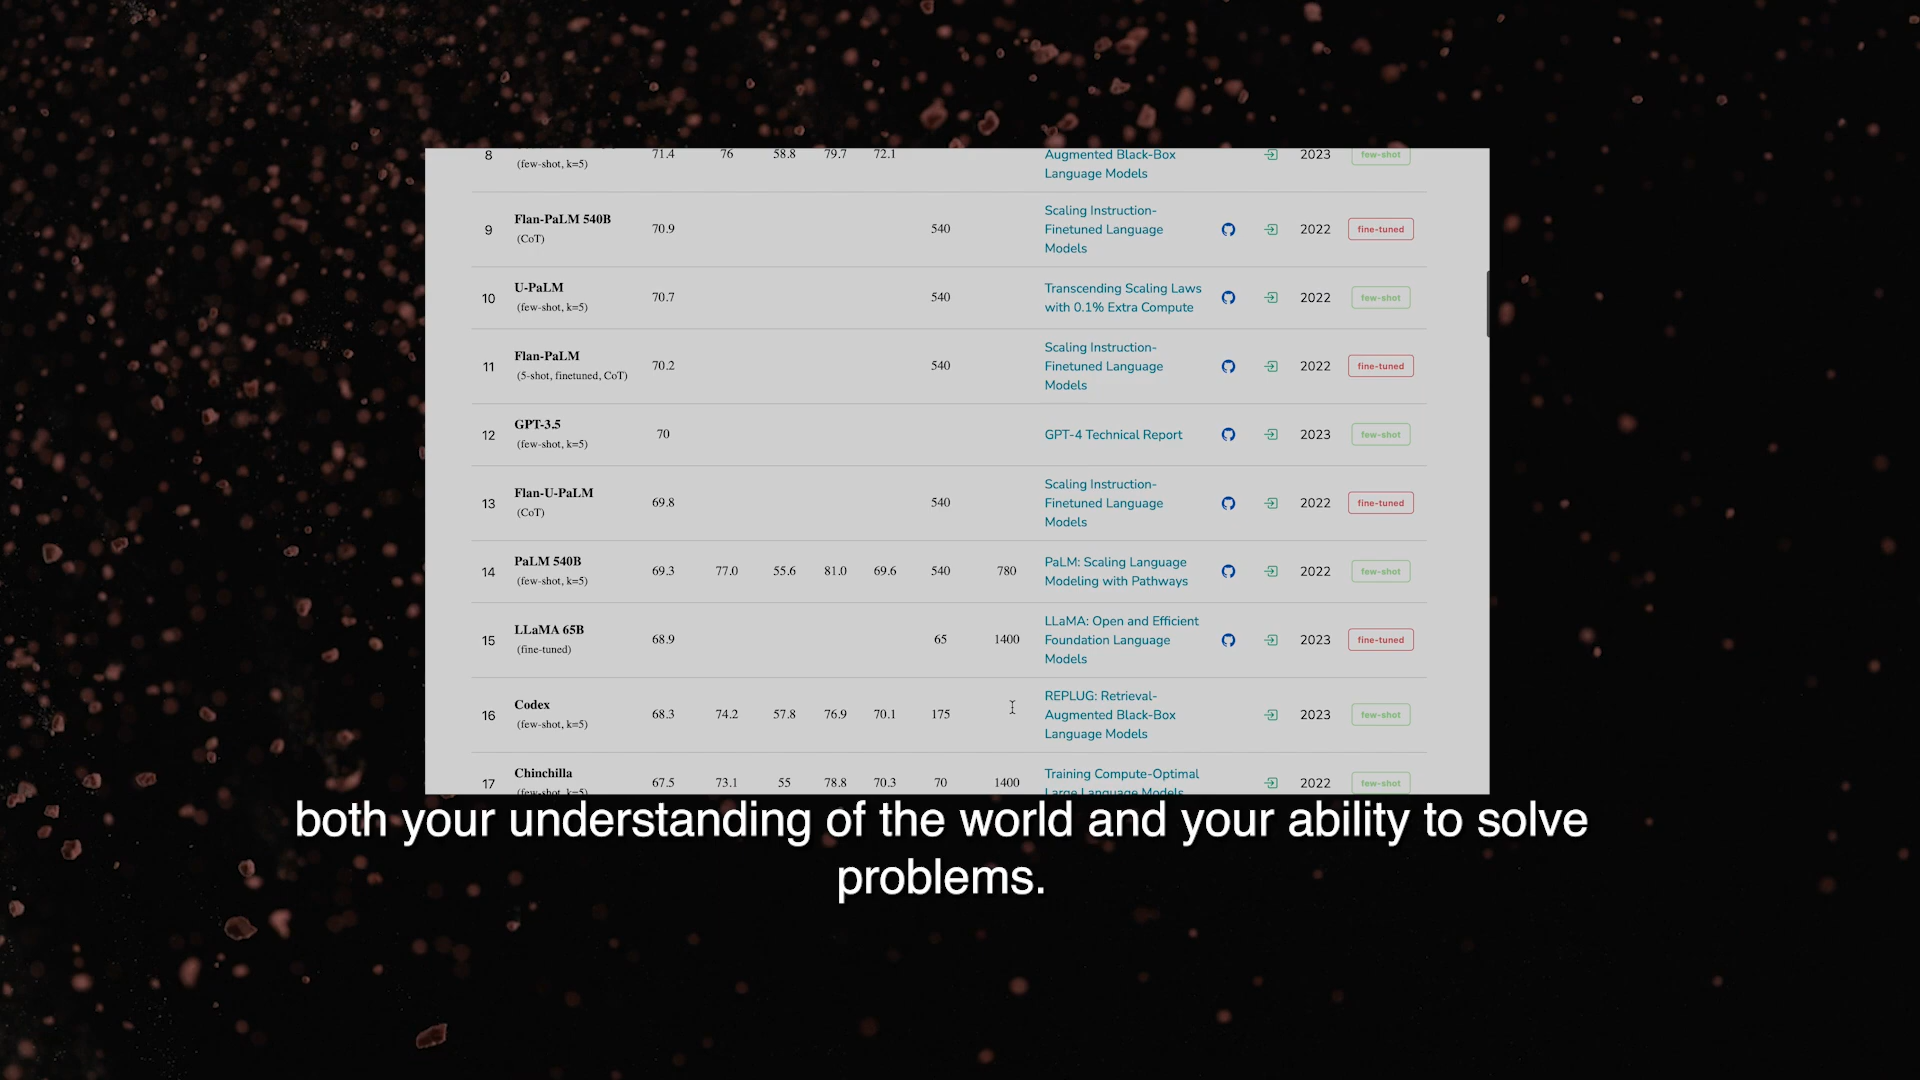 8 (few-shot, k=5) 71.4 76 58.8 79.7 72.1 Augmented Black-Box Language Models 2023 few-shot
9 Flan-PaLM 540B (CoT) 70.9 540 Scaling Instruction-Finetuned Language Models 2022 fine-tuned
10 U-PaLM (few-shot, k=5) 70.7 540 Transcending Scaling Laws with 0.1% Extra Compute 2022 few-shot
11 Flan-PaLM (5-shot, finetuned, CoT) 70.2 540 Scaling Instruction-Finetuned Language Models 2022 fine-tuned
12 GPT-3.5 (few-shot, k=5) 70 GPT-4 Technical Report 2023 few-shot
13 Flan-U-PaLM (CoT) 69.8 540 Scaling Instruction-Finetuned Language Models 2022 fine-tuned
14 PaLM 540B (few-shot, k=5) 69.3 77.0 55.6 81.0 69.6 540 780 PaLM: Scaling Language Modeling with Pathways 2022 few-shot
15 LLaMA 65B (fine-tuned) 68.9 65 1400 LLaMA: Open and Efficient Foundation Language Models 2023 fine-tuned
16 Codex (few-shot, k=5) 68.3 74.2 57.8 76.9 70.1 175 REPLUG: Retrieval-Augmented Black-Box Language Models 2023 few-shot
17 Chinchilla (few-shot, k=5) 67.5 73.1 55 78.8 70.3 70 1400 Training Compute-Optimal Large Language Models 2022 few-shot
both your understanding of the world and your ability to solve
problems.